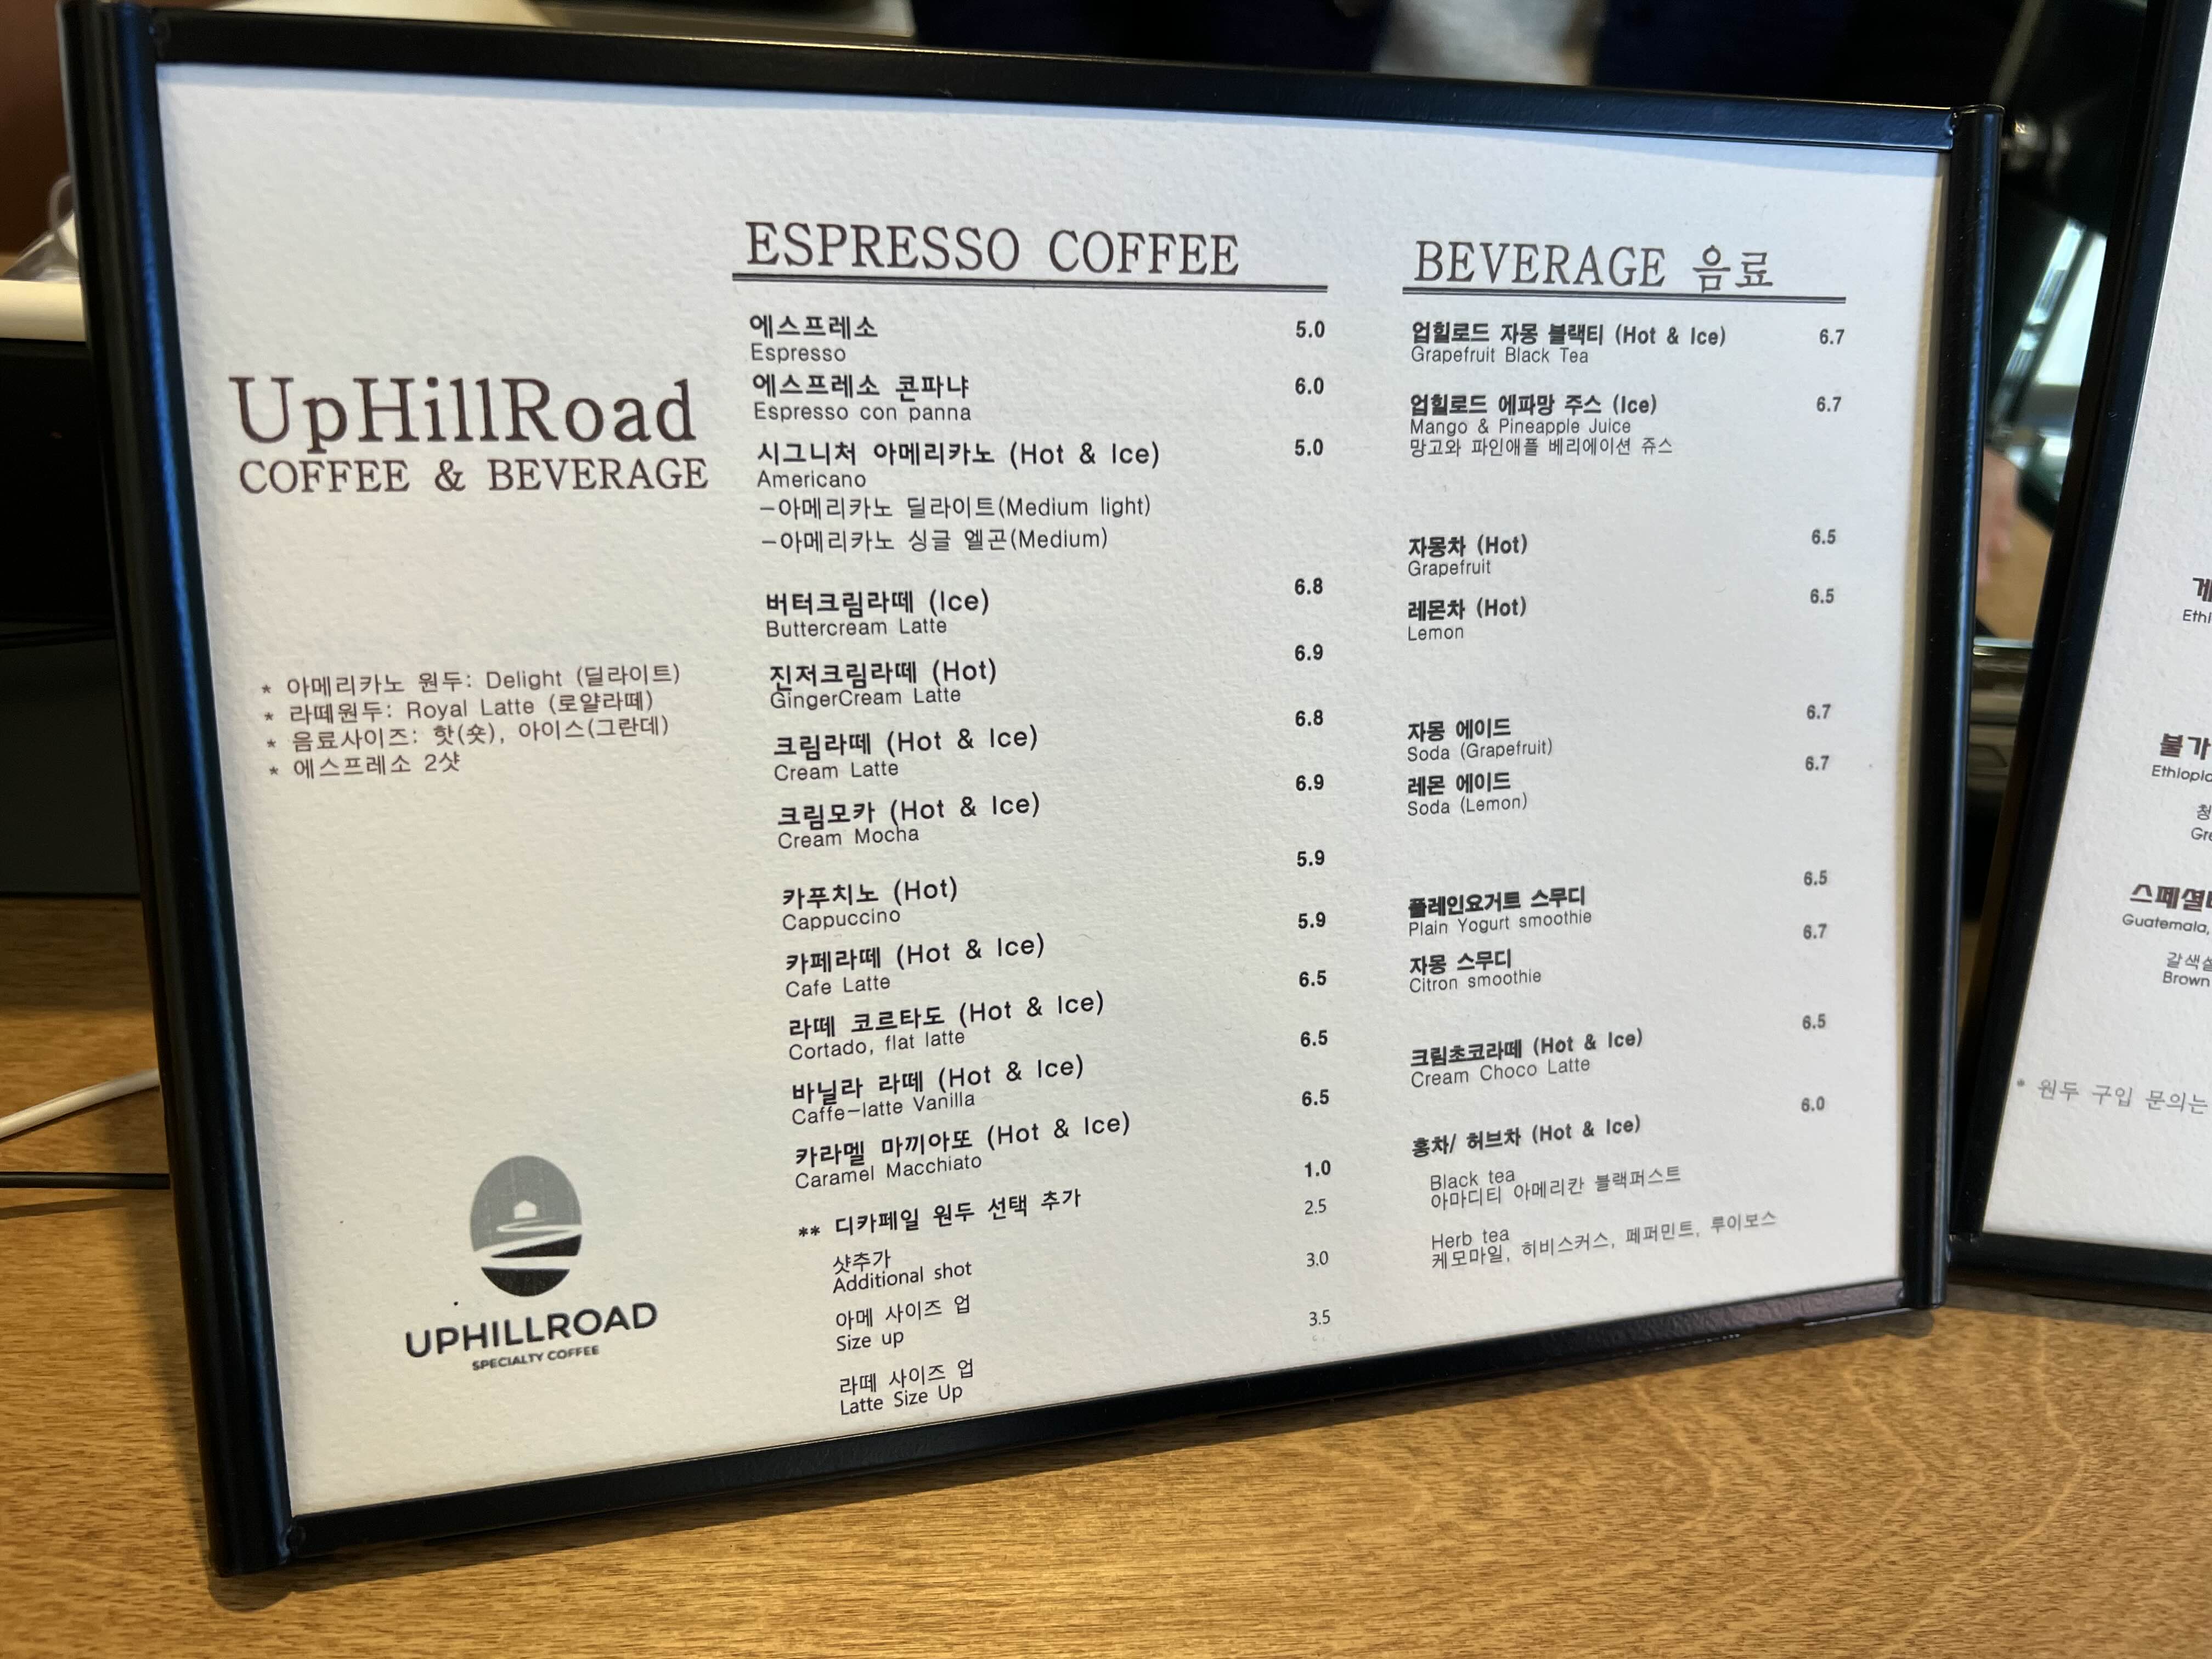 UpHillRoad
COFFEE & BEVERAGE
* 아메리카노 원두: Delight (딜라이트)
* 라떼원두: Royal Latte (로얄라떼)
* 음료사이즈: 핫(숏), 아이스(그란데)
* 에스프레소 2샷
UPHILLROAD
SPECIALTY COFFEE
ESPRESSO COFFEE
에스프레소 5.0
Espresso
에스프레소 콘파냐 6.0
Espresso con panna
시그니처 아메리카노 (Hot & Ice) 5.0
Americano
-아메리카노 딜라이트(Medium light)
-아메리카노 싱글 엘곤(Medium)
버터크림라떼 (Ice) 6.8
Buttercream Latte
진저크림라떼 (Hot) 6.9
GingerCream Latte
크림라떼 (Hot & Ice) 6.8
Cream Latte
크림모카 (Hot & Ice) 6.9
Cream Mocha
카푸치노 (Hot) 5.9
Cappuccino
카페라떼 (Hot & Ice) 5.9
Cafe Latte
라떼 코르타도 (Hot & Ice) 6.5
Cortado, flat latte
바닐라 라떼 (Hot & Ice) 6.5
Caffe-latte Vanilla
카라멜 마끼아또 (Hot & Ice) 6.5
Caramel Macchiato
** 디카페일 원두 선택 추가 1.0
샷추가 2.5
Additional shot
아메 사이즈 업 3.0
Size up
라떼 사이즈 업 3.5
Latte Size Up
BEVERAGE 음료
업힐로드 자몽 블랙티 (Hot & Ice) 6.7
Grapefruit Black Tea
업힐로드 에파망 주스 (Ice) 6.7
Mango & Pineapple Juice
망고와 파인애플 베리에이션 쥬스
자몽차 (Hot) 6.5
Grapefruit
레몬차 (Hot) 6.5
Lemon
자몽 에이드 6.7
Soda (Grapefruit)
레몬 에이드 6.7
Soda (Lemon)
플레인요거트 스무디 6.5
Plain Yogurt smoothie
자몽 스무디 6.7
Citron smoothie
크림초코라떼 (Hot & Ice) 6.5
Cream Choco Latte
홍차/ 허브차 (Hot & Ice) 6.0
Black tea
아마디티 아메리칸 블랙퍼스트
Herb tea
케모마일, 히비스커스, 페퍼민트, 루이보스
Guatemala,
갈색
Brown
* 원두 구입 문의는